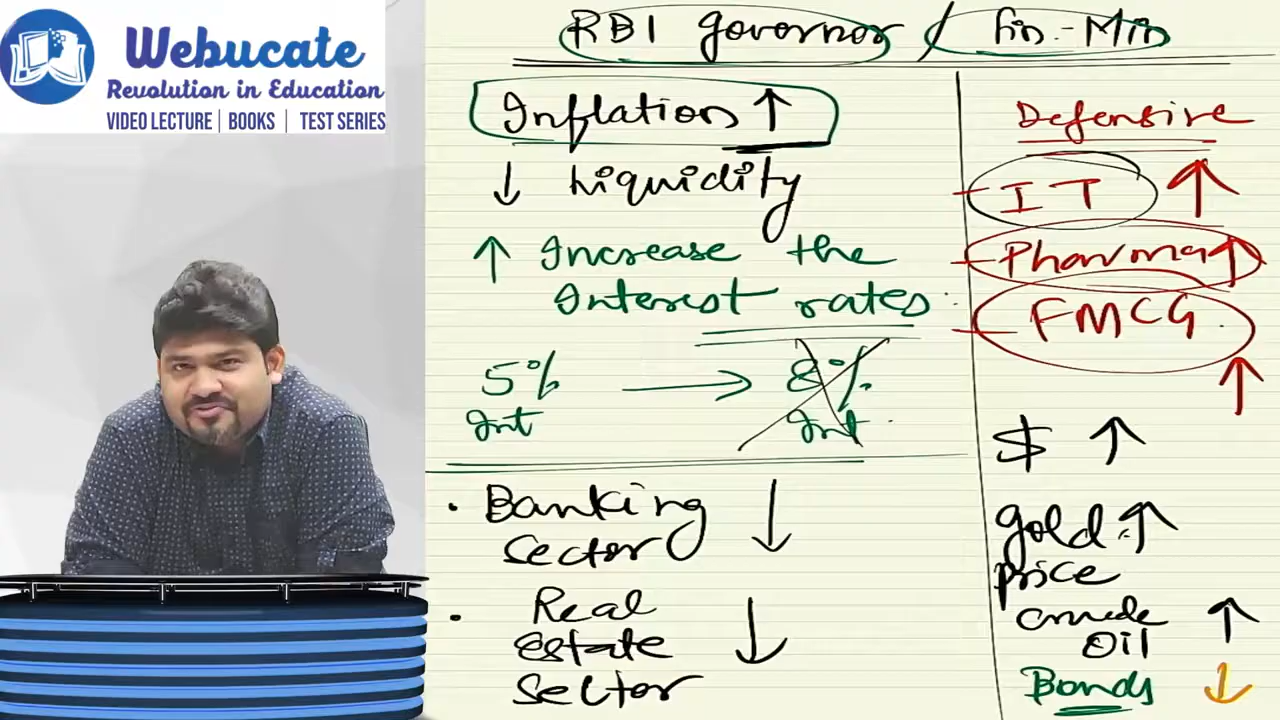 Webucate
Revolution in Education
VIDEO LECTURE | BOOKS | TEST SERIES
RBI governor / fin.-Min
Inflation ↑
↓ Liquidity
↑ Increase the
Interest rates
5% → 8%
Int Int
• Banking ↓
Sector
• Real ↓
Estate
Sector
Defensive
- IT ↑
- Pharma ↑
- FMCG ↑
$ ↑
gold ↑
price
crude ↑
Oil
Bonds ↓